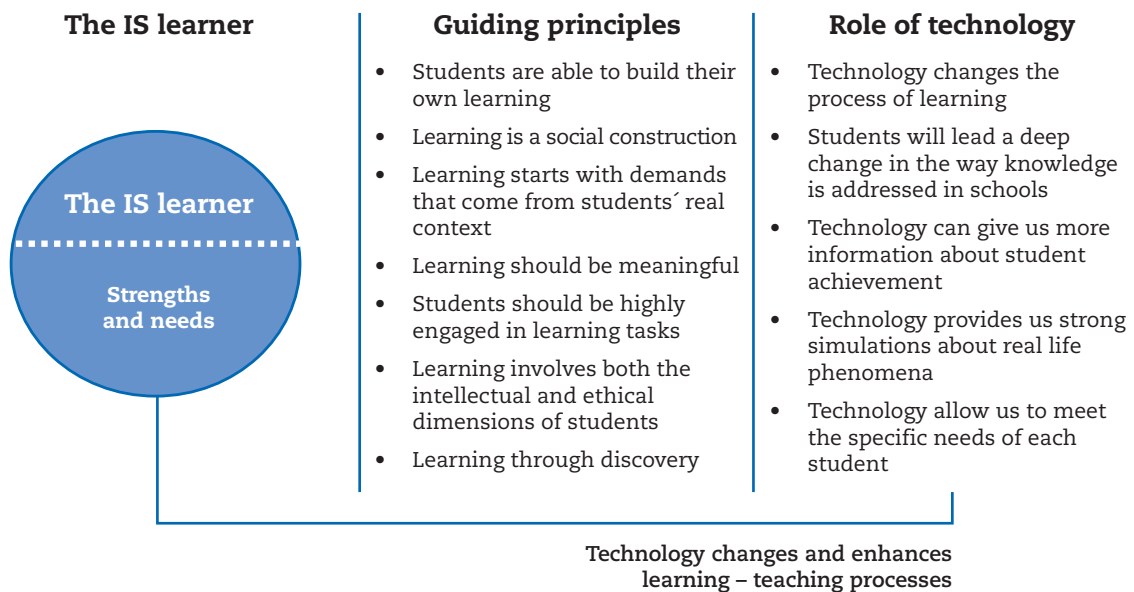 The IS learner
The IS learner
Strengths
and needs
Guiding principles
• Students are able to build their
own learning
• Learning is a social construction
• Learning starts with demands
that come from students´ real
context
• Learning should be meaningful
• Students should be highly
engaged in learning tasks
• Learning involves both the
intellectual and ethical
dimensions of students
• Learning through discovery
Role of technology
• Technology changes the
process of learning
• Students will lead a deep
change in the way knowledge
is addressed in schools
• Technology can give us more
information about student
achievement
• Technology provides us strong
simulations about real life
phenomena
• Technology allow us to meet
the specific needs of each
student
Technology changes and enhances
learning – teaching processes